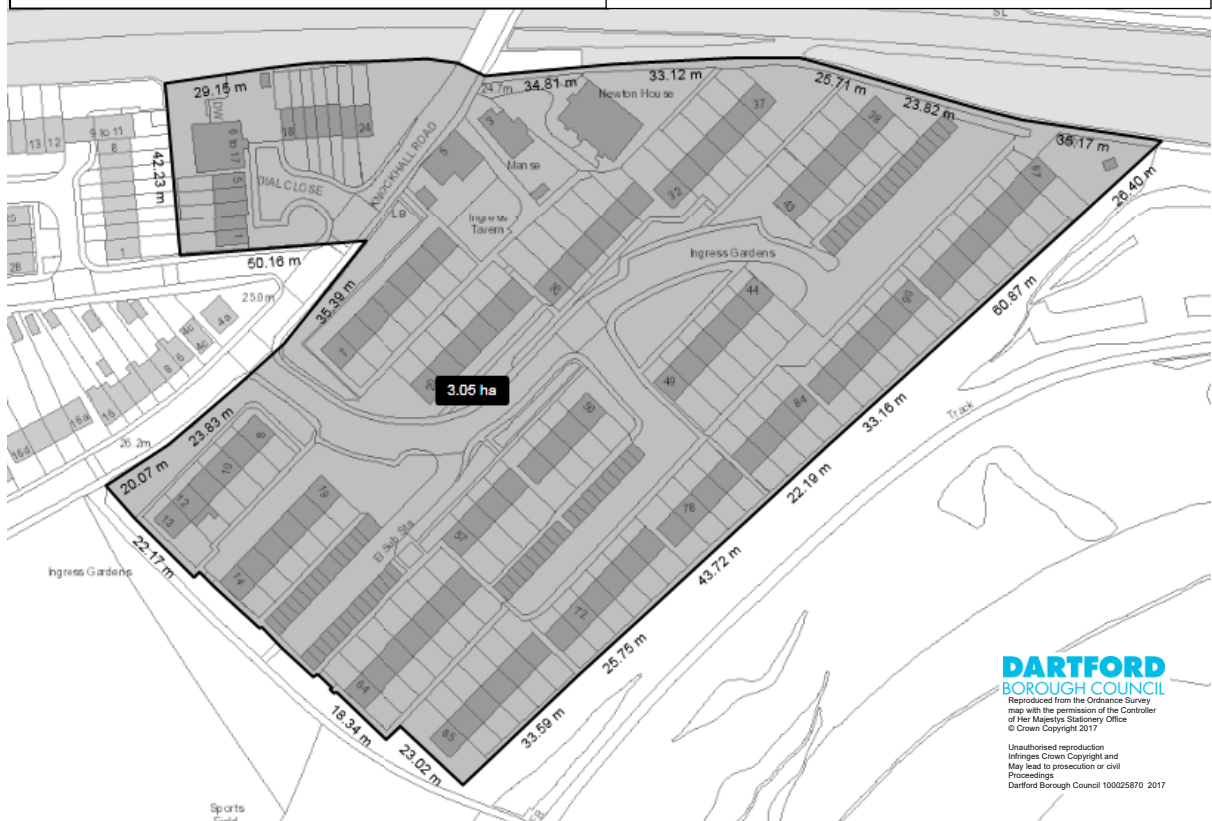 SL
29.15 m
DW
6 to 17
5
1
18
24
13 12
9 to 11
8
1
42.23 m
DIAL CLOSE
KNOCKHALL ROAD
24.7m
34.81 m
33.12 m
Newton House
3
5
Manse
LB
Ingress
Tavern
25.71 m
23.82 m
35.17 m
26.40 m
37
32
38
43
97
Ingress Gardens
50.16 m
25.0m
28
4c
4c
4a
6
8
16
16a
16d
35.39 m
7
20
26
3.05 ha
44
49
90
60.87 m
84
33.16 m
Track
26.2m
23.83 m
20.07 m
8
10
12
13
50
57
El Sub Sta
19
14
22.17 m
Ingress Gardens
78
22.19 m
43.72 m
72
64
65
25.75 m
33.59 m
18.34 m
23.02 m
Sports
Field
DARTFORD
BOROUGH COUNCIL
Reproduced from the Ordnance Survey
map with the permission of the Controller
of Her Majestys Stationery Office
© Crown Copyright 2017
Unauthorised reproduction
Infringes Crown Copyright and
May lead to prosecution or civil
Proceedings
Dartford Borough Council 100025870 2017